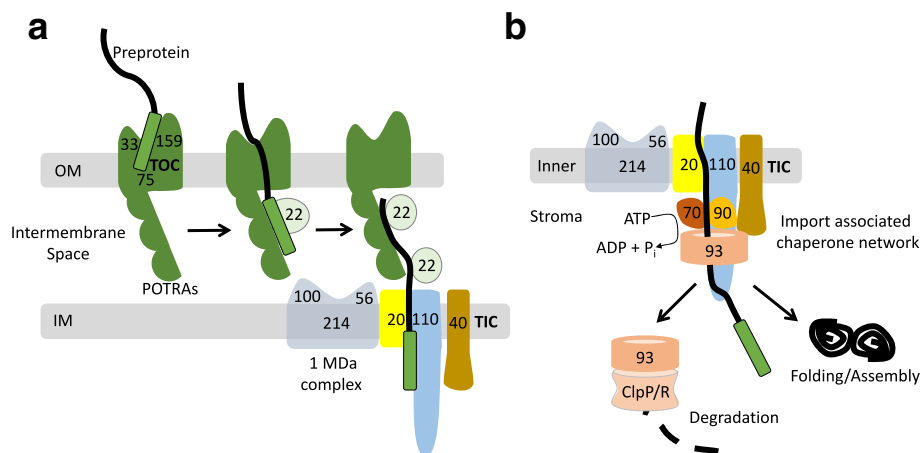 a
Preprotein
33
159
TOC
75
OM
22
22
22
Intermembrane
Space
POTRAs
IM
100
56
214
20
110
40
TIC
1 MDa
complex
b
100
56
214
20
110
40
TIC
Inner
Stroma
70
90
ATP
ADP + Pi
93
Import associated
chaperone network
93
ClpP/R
Folding/Assembly
Degradation